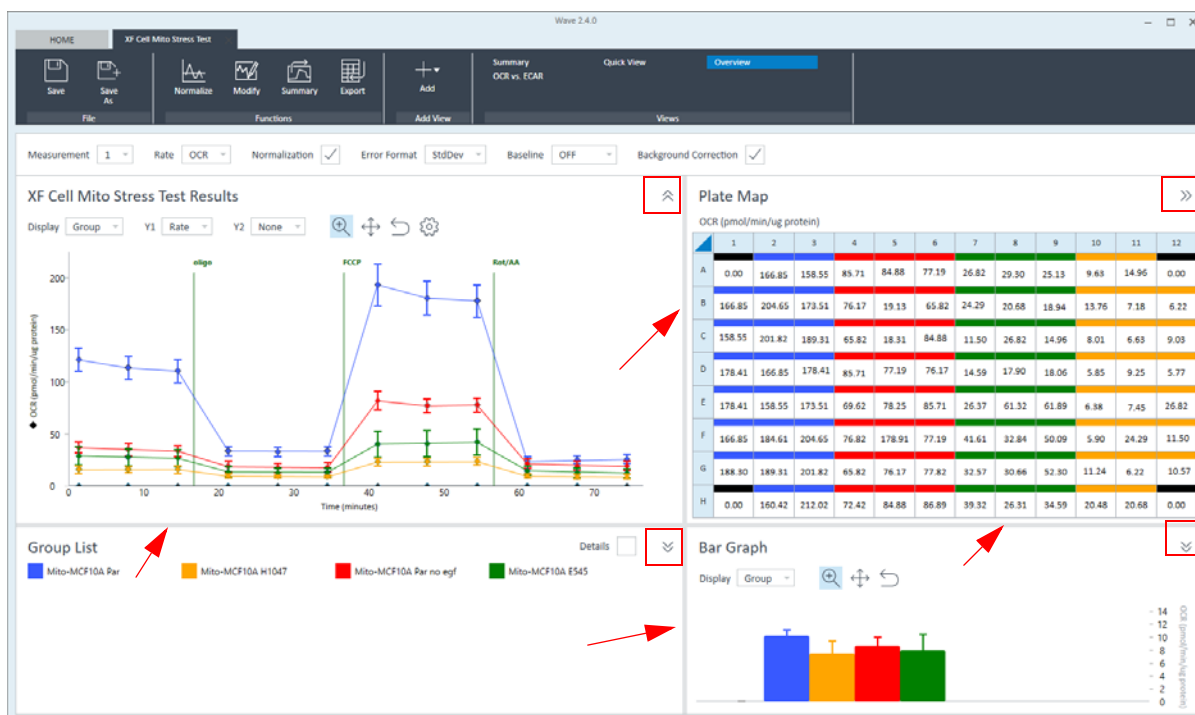 Wave 2.4.0
HOME
XF Cell Mito Stress Test
Save
Save As
Normalize
Modify
Summary
Export
Add
Summary
Quick View
Overview
OCR vs. ECAR
File
Functions
Add View
Views
Measurement 1 Rate OCR Normalization Error Format StdDev Baseline OFF Background Correction
XF Cell Mito Stress Test Results
Display Group Y1 Rate Y2 None
oligo FCCP Rot/AA
OCR (pmol/min/ug protein)
200
150
100
50
0
0 10 20 30 40 50 60 70
Time (minutes)
Plate Map
OCR (pmol/min/ug protein)
1 2 3 4 5 6 7 8 9 10 11 12
A 0.00 166.85 158.55 85.71 84.88 77.19 26.82 29.30 25.13 9.63 14.96 0.00
B 166.85 204.65 173.51 76.17 19.13 65.82 24.29 20.68 18.94 13.76 7.18 6.22
C 158.55 201.82 189.31 65.82 18.31 84.88 11.50 26.82 14.96 8.01 6.63 9.03
D 178.41 166.85 178.41 85.71 77.19 76.17 14.59 17.90 18.06 5.85 9.25 5.77
E 178.41 158.55 173.51 69.62 78.25 85.71 26.37 61.32 61.89 6.38 7.45 26.82
F 166.85 184.61 204.65 76.82 178.91 77.19 41.61 32.84 50.09 5.90 24.29 11.50
G 188.30 189.31 201.82 65.82 76.17 77.82 32.57 30.66 52.30 11.24 6.22 10.57
H 0.00 160.42 212.02 72.42 84.88 86.89 39.32 26.31 34.59 20.48 20.68 0.00
Group List
Details
Mito-MCF10A Par Mito-MCF10A H1047 Mito-MCF10A Par no egf Mito-MCF10A E545
Bar Graph
Display Group
14
12
10
8
6
4
2
0
OCR (pmol/min/ug protein)